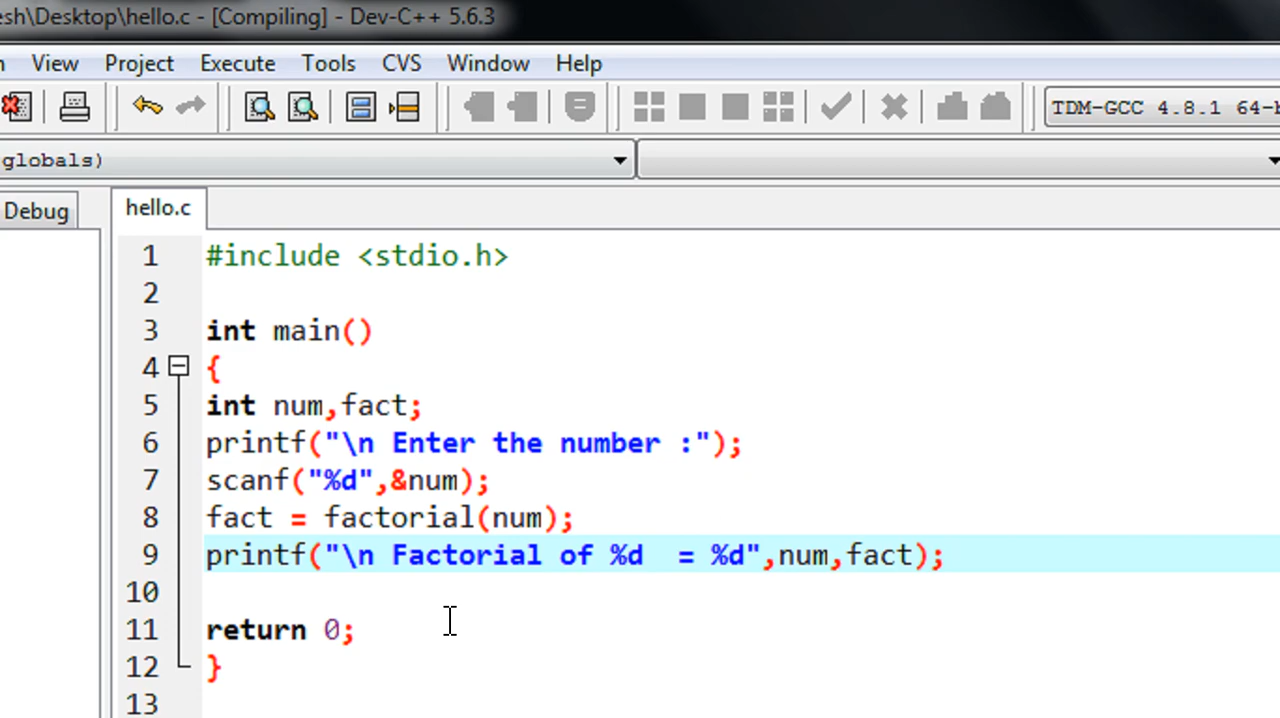 esh\Desktop\hello.c - [Compiling] - Dev-C++ 5.6.3
View Project Execute Tools CVS Window Help
TDM-GCC 4.8.1 64-
globals)
Debug hello.c
1 #include <stdio.h>
2
3 int main()
4 {
5 int num,fact;
6 printf("\n Enter the number :");
7 scanf("%d",&num);
8 fact = factorial(num);
9 printf("\n Factorial of %d  = %d",num,fact);
10
11 return 0;
12 }
13